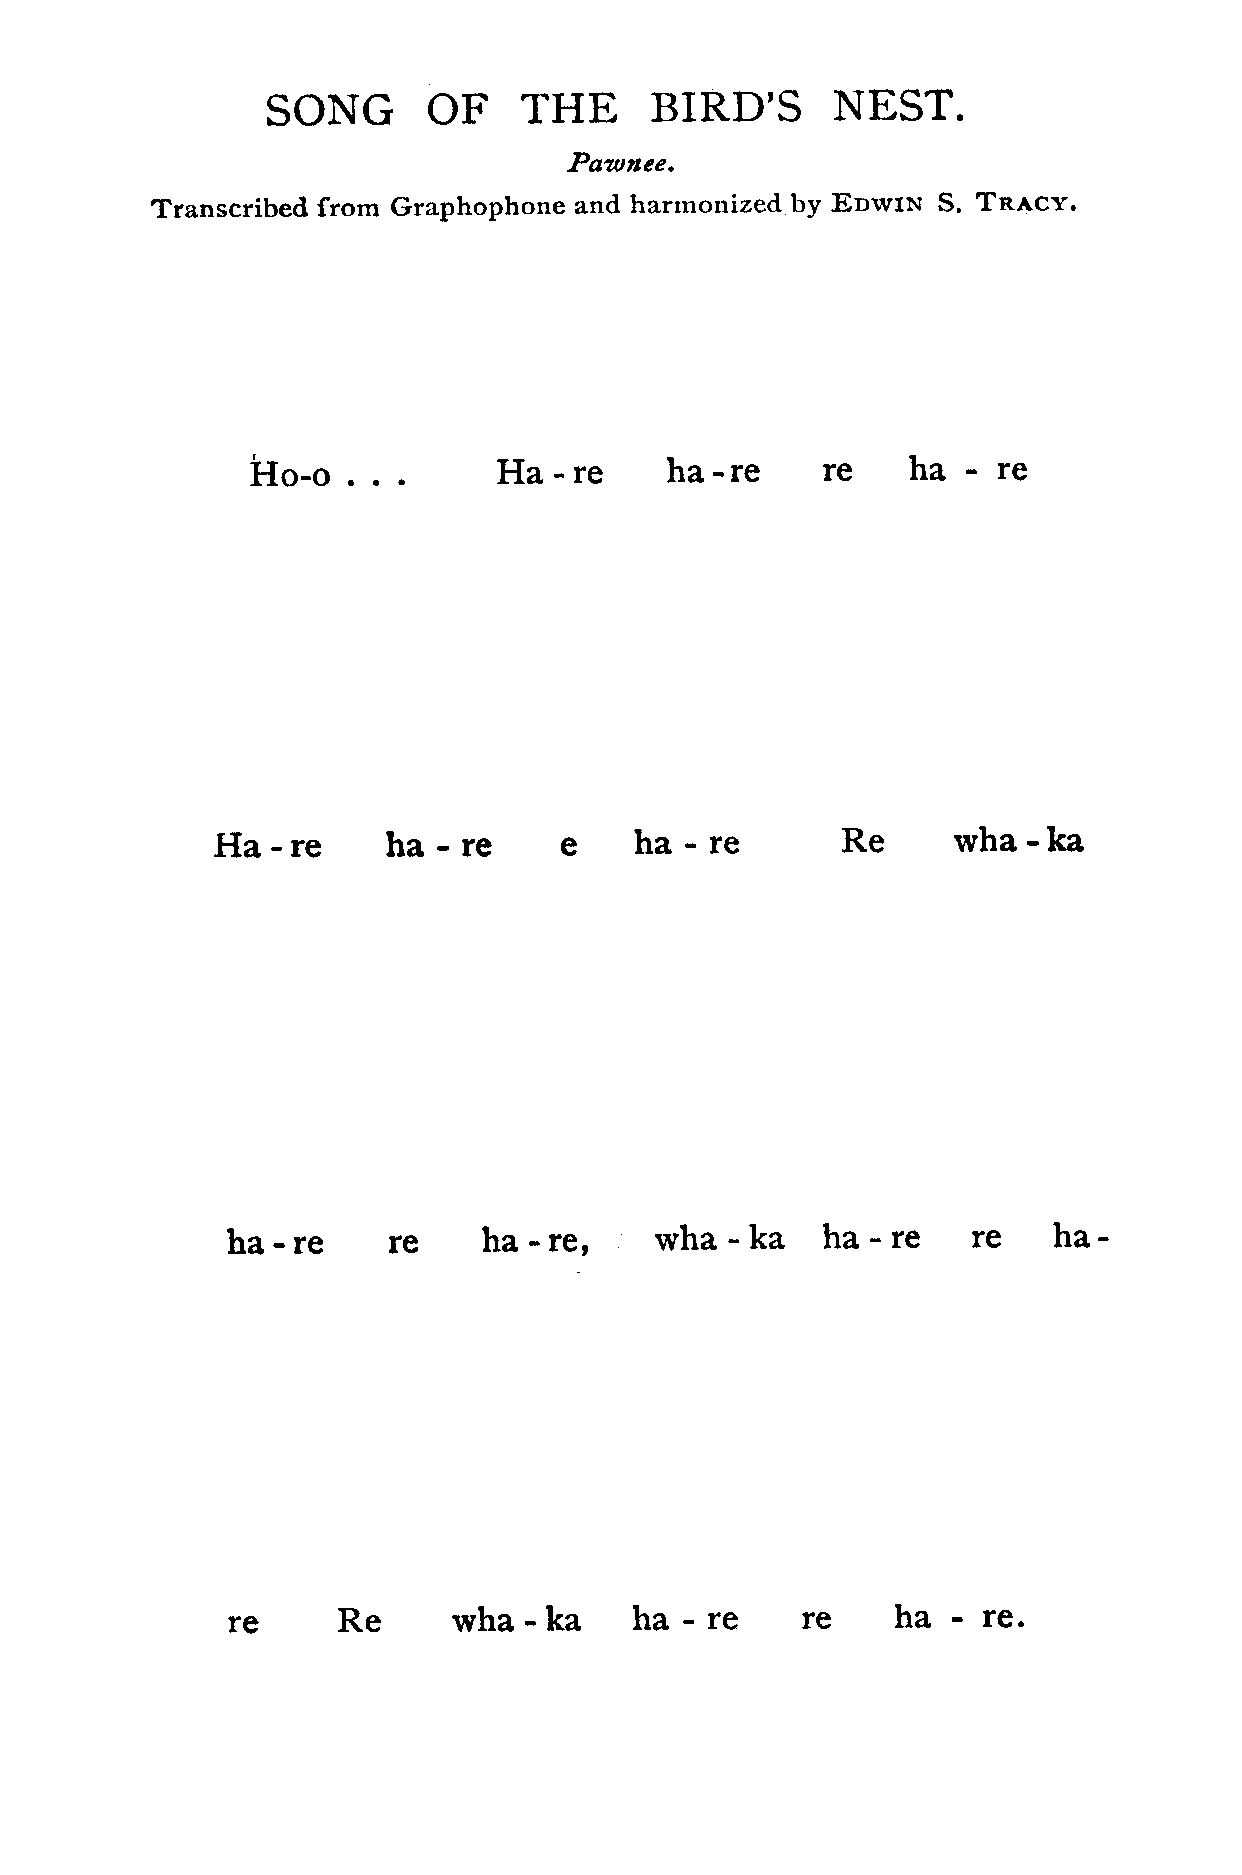 SONG OF THE BIRD'S NEST.
Pawnee.
Transcribed from Graphophone and harmonized by EDWIN S. TRACY.
Ho-o . . . Ha - re ha - re re ha - re
Ha - re ha - re e ha - re Re wha - ka
ha - re re ha - re, wha - ka ha - re re ha -
re Re wha - ka ha - re re ha - re.